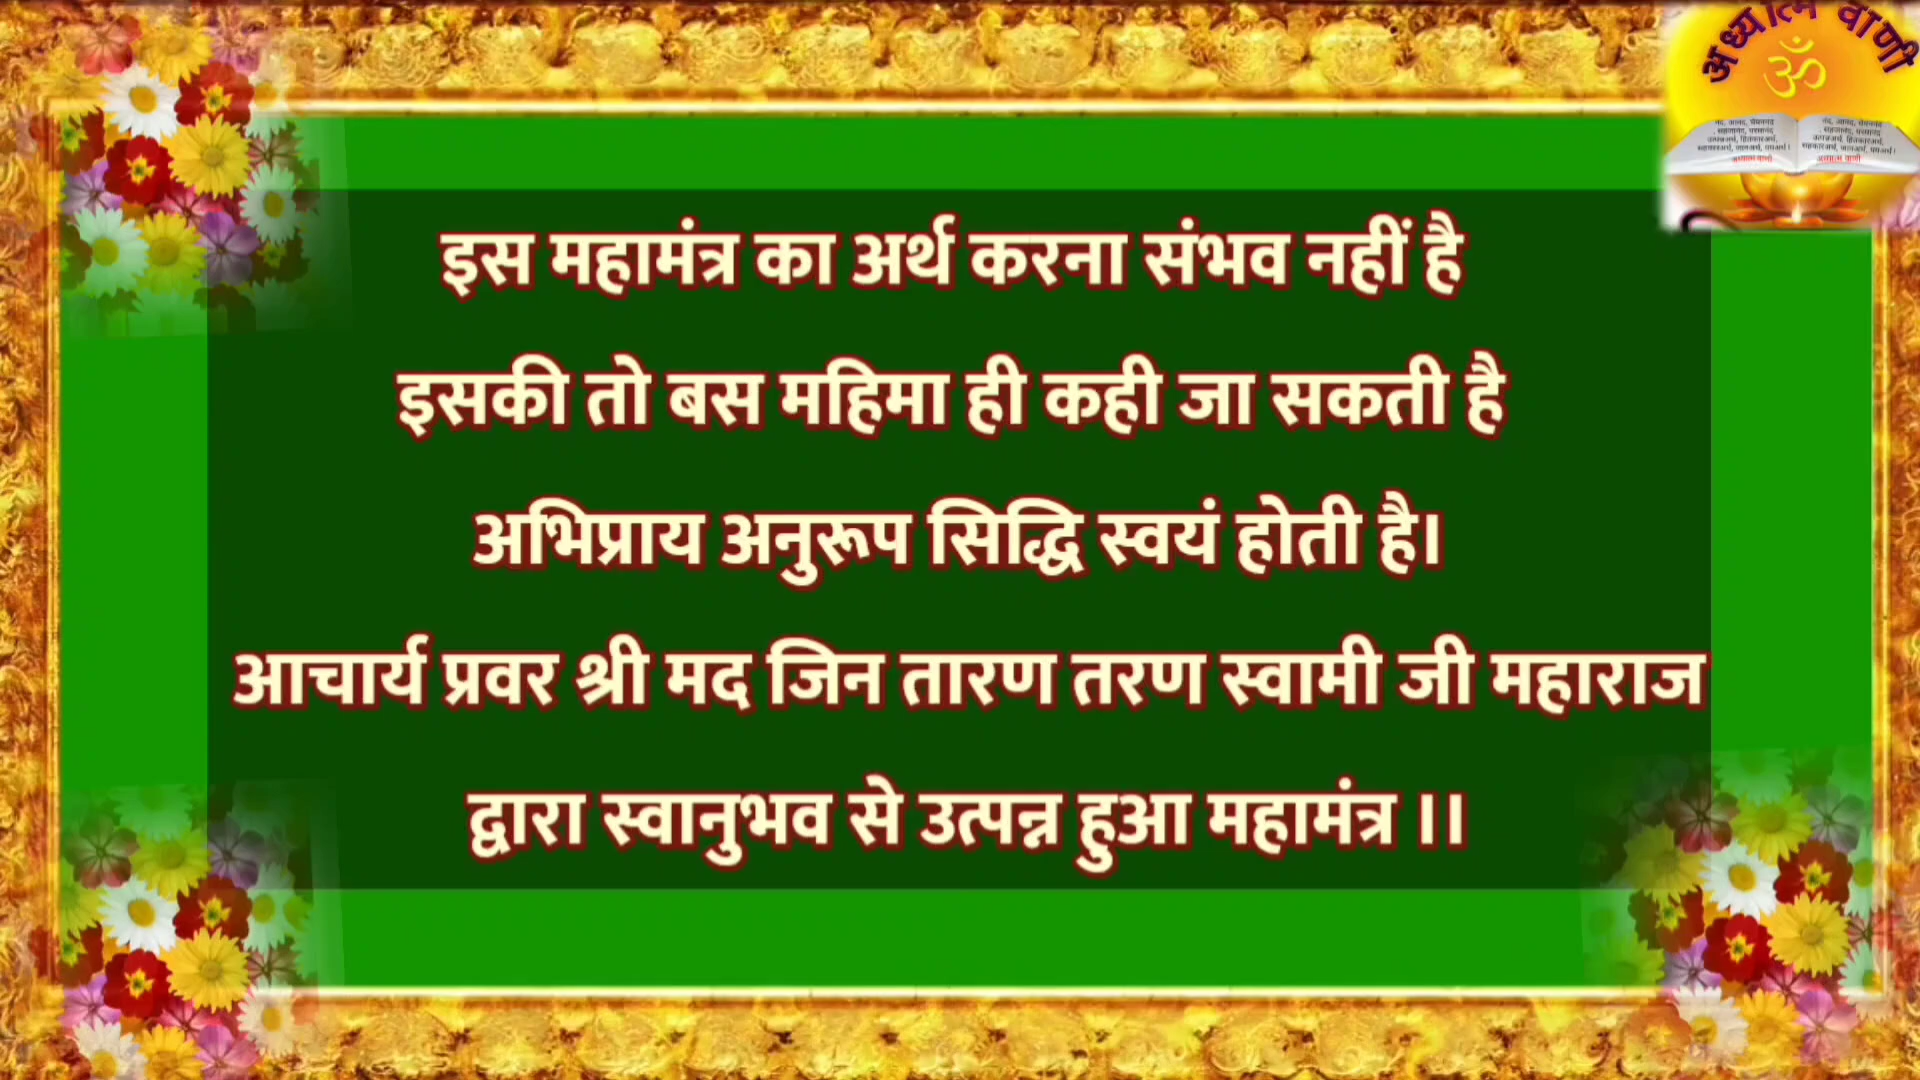 अध्यात्म वाणी
ॐ
इस महामंत्र का अर्थ करना संभव नहीं है
इसकी तो बस महिमा ही कही जा सकती है
अभिप्राय अनुरूप सिद्धि स्वयं होती है।
आचार्य प्रवर श्री मद जिन तारण तरण स्वामी जी महाराज
द्वारा स्वानुभव से उत्पन्न हुआ महामंत्र ।।